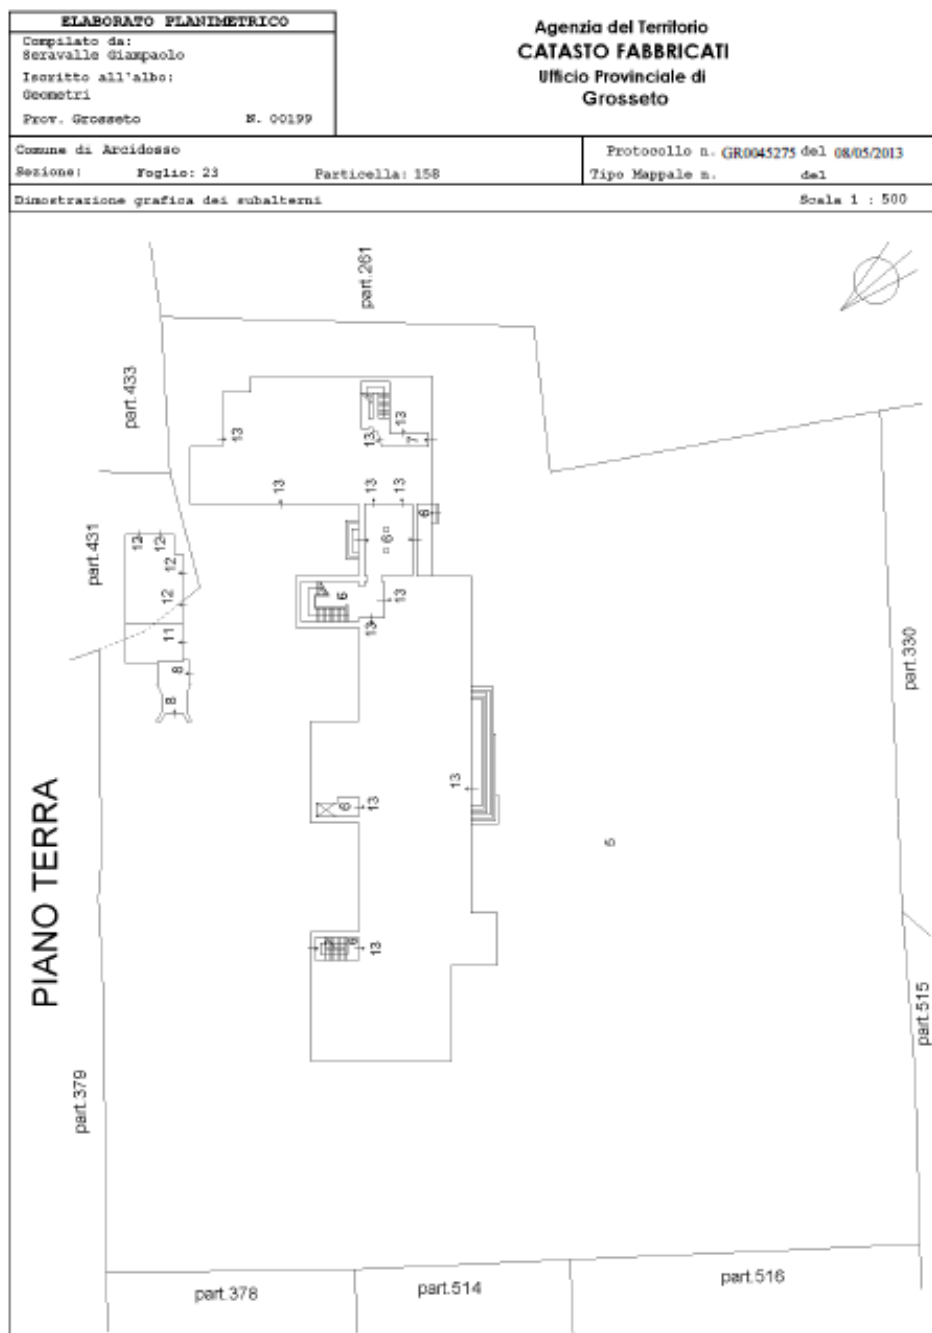 ELABORATO PLANIMETRICO
Compilato da:
Seravalle Giampaolo
Iscritto all'albo:
Geometri
Prov. Grosseto N. 00199
Agenzia del Territorio
CATASTO FABBRICATI
Ufficio Provinciale di
Grosseto
Comune di Arcidosso
Sezione: Foglio: 23 Particella: 158
Protocollo n. GR0045275 del 08/05/2013
Tipo Mappale n. del
Dimostrazione grafica dei subalterni Scala 1 : 500
part.261
part.433
13
13
13
7
13
13
13
6
6
part.431
12
12
12
12
11
8
8
6
13
13
part.330
13
6
13
5
PIANO TERRA
6
13
part.515
part.379
part.378
part.514
part.516